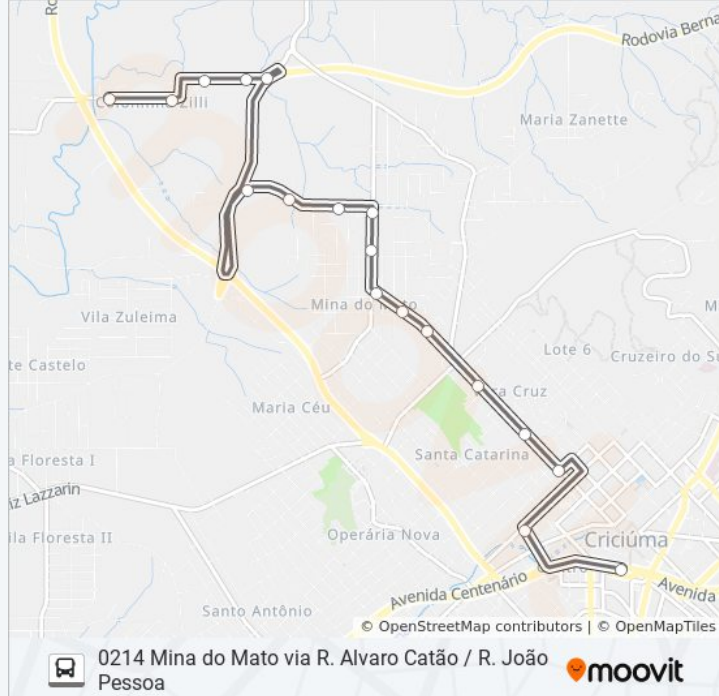 Rodovia Berna
Maria Zanette
Vila Zuleima
Mina do
Lote 6
Cruzeiro do Su
te Castelo
Maria Céu
Santa Catarina
a Floresta I
iz Lazzarin
ila Floresta II
Operária Nova
Criciúma
Avenida Centenário
Avenida
Santo Antônio
© OpenStreetMap contributors | © OpenMapTiles
0214 Mina do Mato via R. Alvaro Catão / R. João
Pessoa
moovit